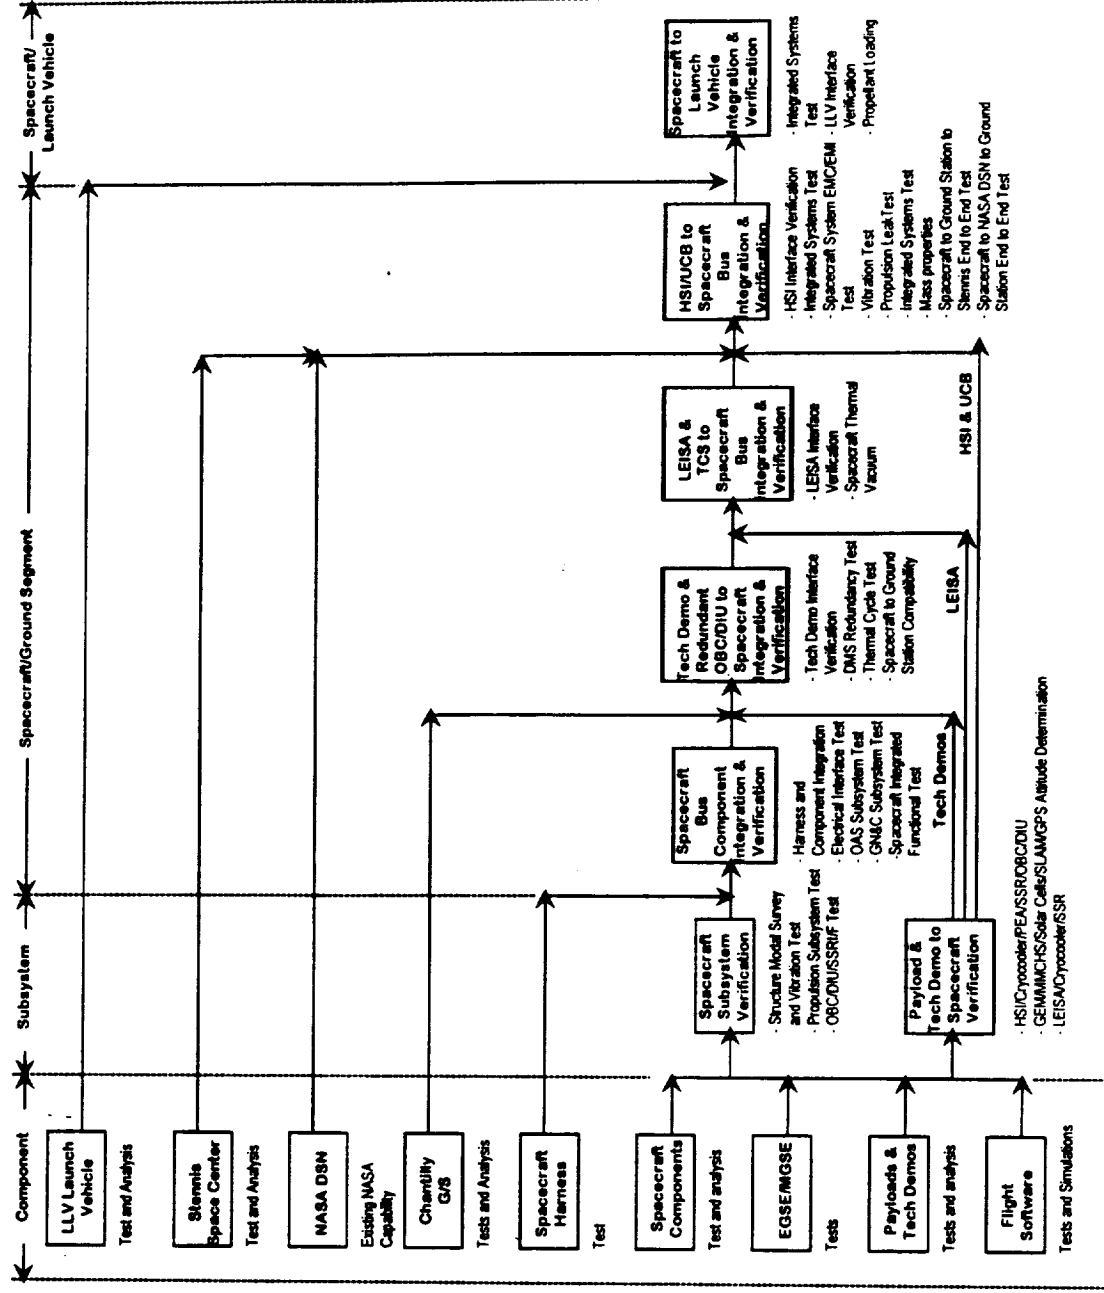 Component
Subsystem
Spacecraft/Ground Segment
Spacecraft/
Launch Vehicle
LLV Launch
Vehicle
Test and Analysis
Stennis
Space Center
Test and Analysis
NASA DSN
Existing NASA
Capability
Chantilly
G/S
Tests and Analysis
Spacecraft
Harness
Test
Spacecraft
Components
Test and analysis
EGSE/MGSE
Tests
Payloads &
Tech Demos
Tests and analysis
Flight
Software
Tests and Simulations
Spacecraft
Subsystem
Verification
- Structure Modal Survey
and Vibration Test
- Propulsion Subsystem Test
- OBC/DIU/SSRI/F Test
Payload &
Tech Demo to
Spacecraft
Verification
- HSI/Cryocooler/PEA/SSR/OBC/DIU
- GEM/MMCHS/Solar Cells/SLAM/GPS Attitude Determination
- LEISA/Cryocooler/SSR
Spacecraft
Bus
Component
Integration &
Verification
- Harness and
Component Integration
- Electrical Interface Test
- OAS Subsystem Test
- GN&C Subsystem Test
-Spacecraft Integrated
Functional Test
Tech Demos
Tech Demo &
Redundant
OBC/DIU to
Spacecraft
Integration &
Verification
- Tech Demo Interface
Verification
- DMS Redundancy Test
- Thermal Cycle Test
- Spacecraft to Ground
Station Compatibility
LEISA
LEISA &
TCS to
Spacecraft
Bus
Integration &
Verification
- LEISA Interface
Verification
- Spacecraft Thermal
Vacuum
HSI & UCB
HSI/UCB to
Spacecraft
Bus
Integration &
Verification
- HSI Interface Verification
- Integrated Systems Test
- Spacecraft System EMC/EMI
Test
- Vibration Test
- Propulsion Leak Test
- Integrated Systems Test
- Mass properties
- Spacecraft to Ground Station to
Stennis End to End Test
- Spacecraft to NASA DSN to Ground
Station End to End Test
Spacecraft to
Launch
Vehicle
Integration &
Verification
- Integrated Systems
Test
- LLV Interface
Verification
- Propellant Loading